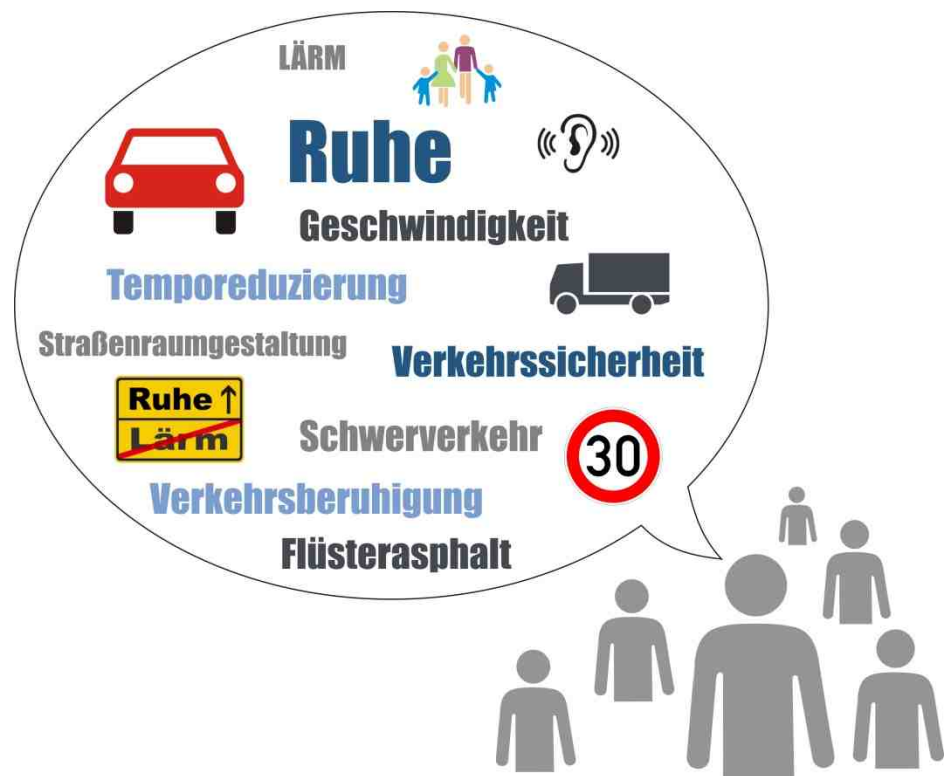 LÄRM
Ruhe
Geschwindigkeit
Temporeduzierung
Straßenraumgestaltung
Verkehrssicherheit
Ruhe ↑
Lärm
Schwerverkehr
30
Verkehrsberuhigung
Flüsterasphalt